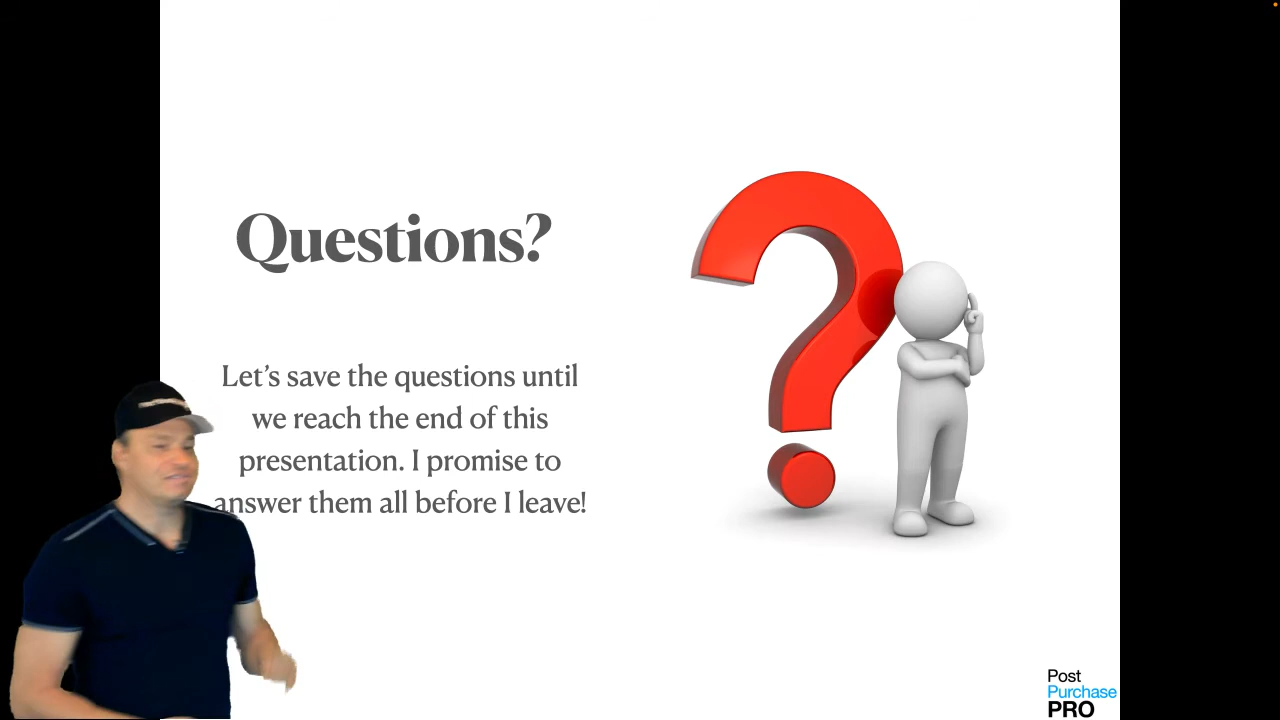 Questions?
Let’s save the questions until
we reach the end of this
presentation. I promise to
answer them all before I leave!
Post
Purchase
PRO